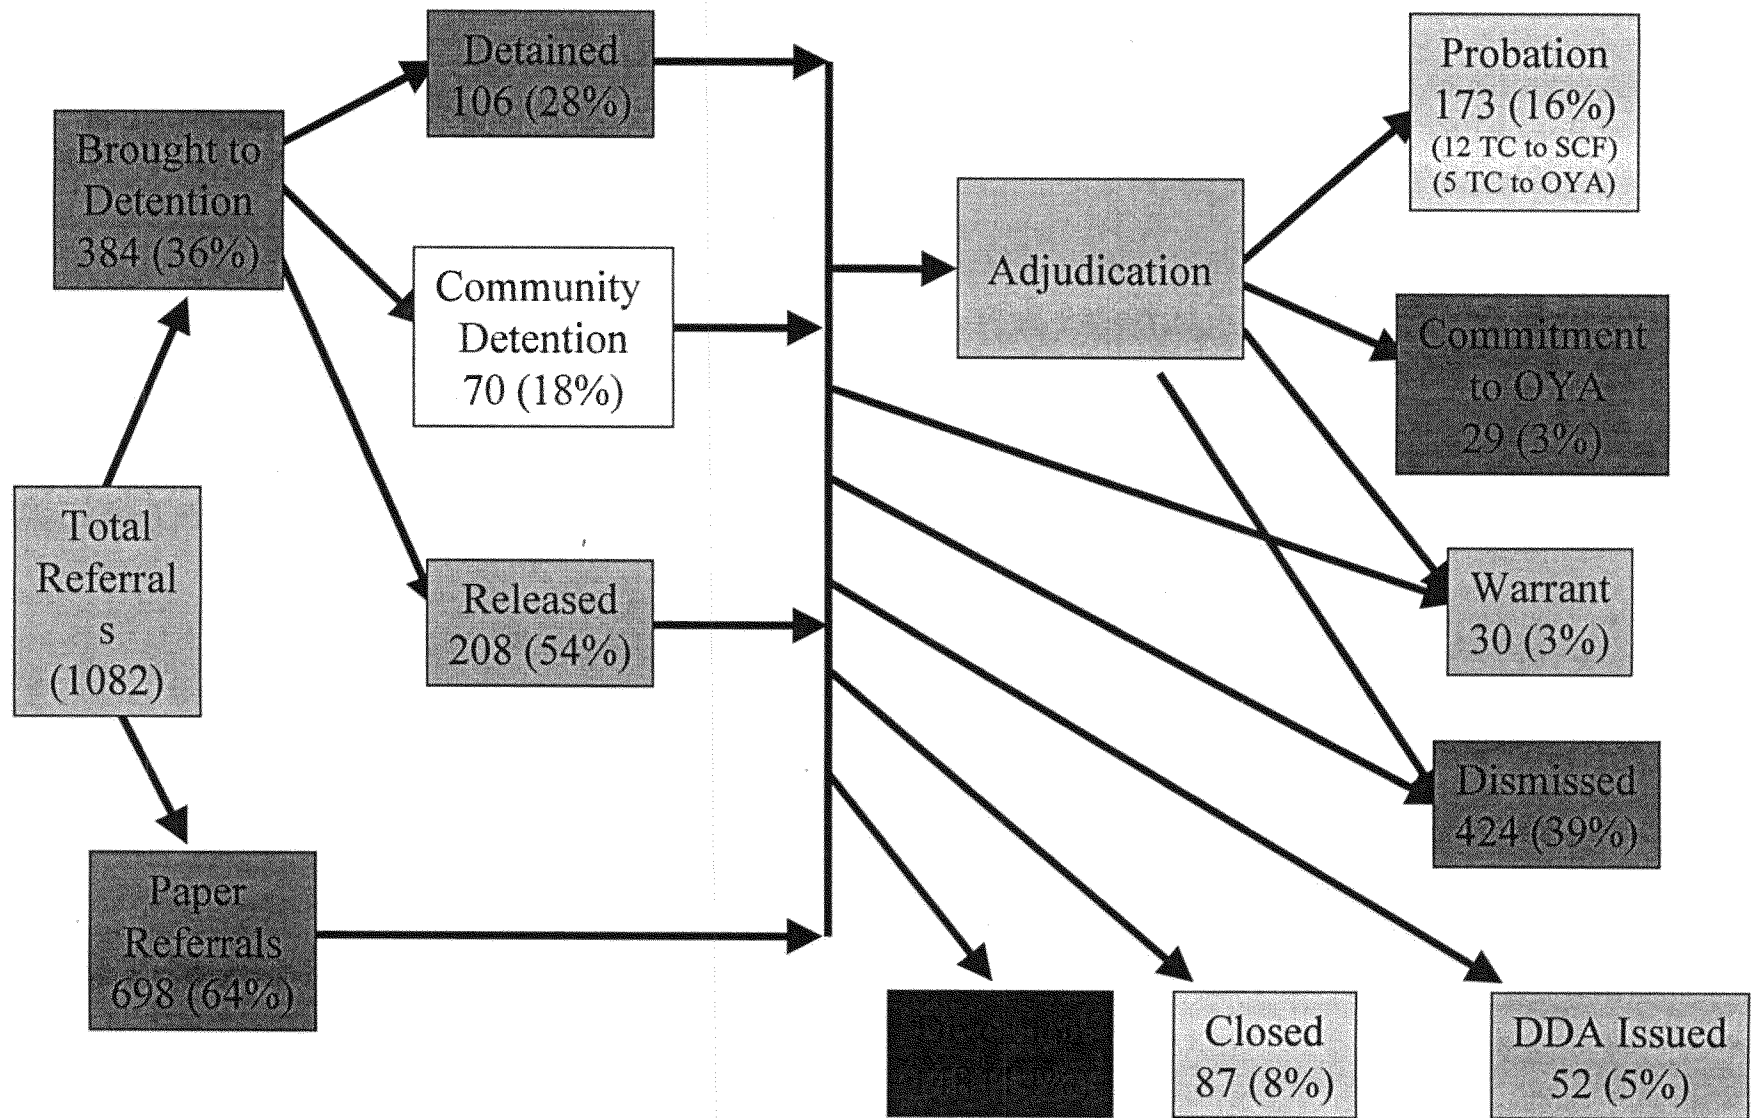 Detained
106 (28%)
Brought to
Detention
384 (36%)
Community
Detention
70 (18%)
Released
208 (54%)
Total
Referral
s
(1082)
Paper
Referrals
698 (64%)
Adjudication
Probation
173 (16%)
(12 TC to SCF)
(5 TC to OYA)
Commitment
to OYA
29 (3%)
Warrant
30 (3%)
Dismissed
424 (39%)
Closed
87 (8%)
DDA Issued
52 (5%)